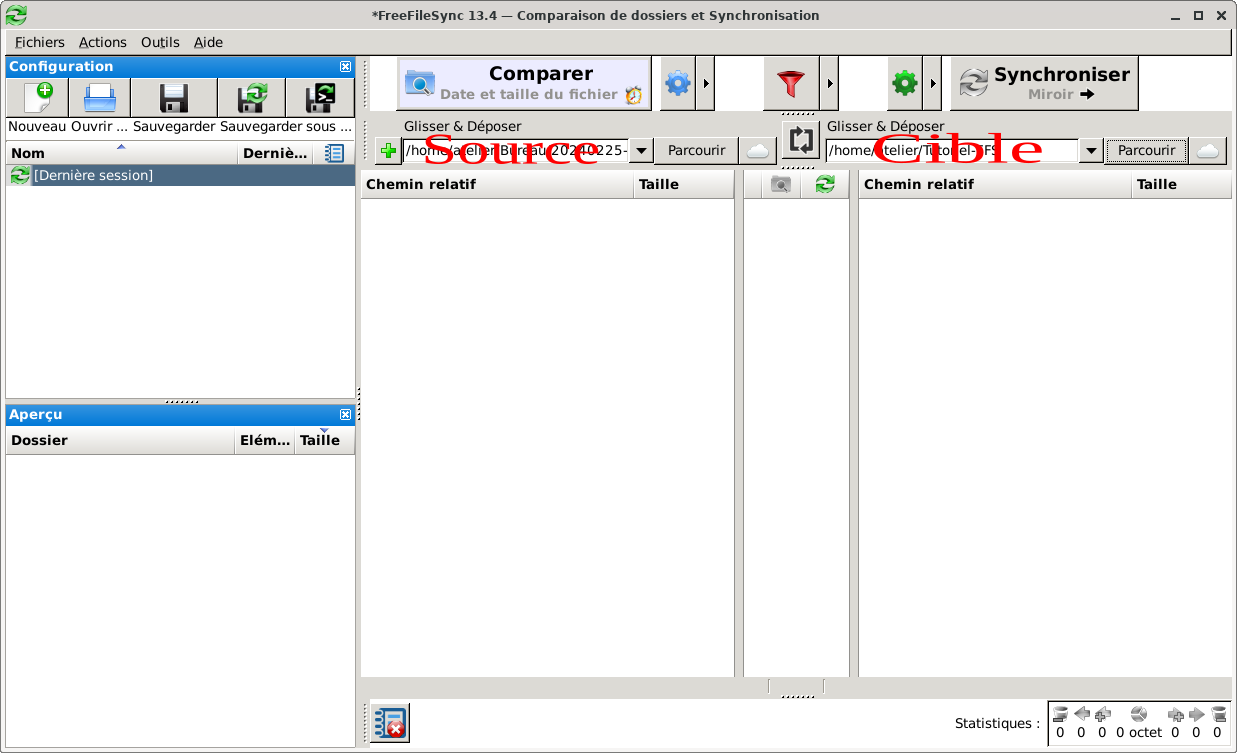 *FreeFileSync 13.4 — Comparaison de dossiers et Synchronisation
Fichiers Actions Outils Aide
Configuration
Nouveau Ouvrir ... Sauvegarder Sauvegarder sous ...
Nom Derniè...
[Dernière session]
Comparer
Date et taille du fichier
Synchroniser
Miroir
Glisser & Déposer
Source
/home/atelier/Bureau/20240225-
Parcourir
Glisser & Déposer
Cible
/home/atelier/Tutoriel-FFS
Parcourir
Chemin relatif Taille
Chemin relatif Taille
Aperçu
Dossier Elém... Taille
Statistiques :
0 0 0 0 octet 0 0 0